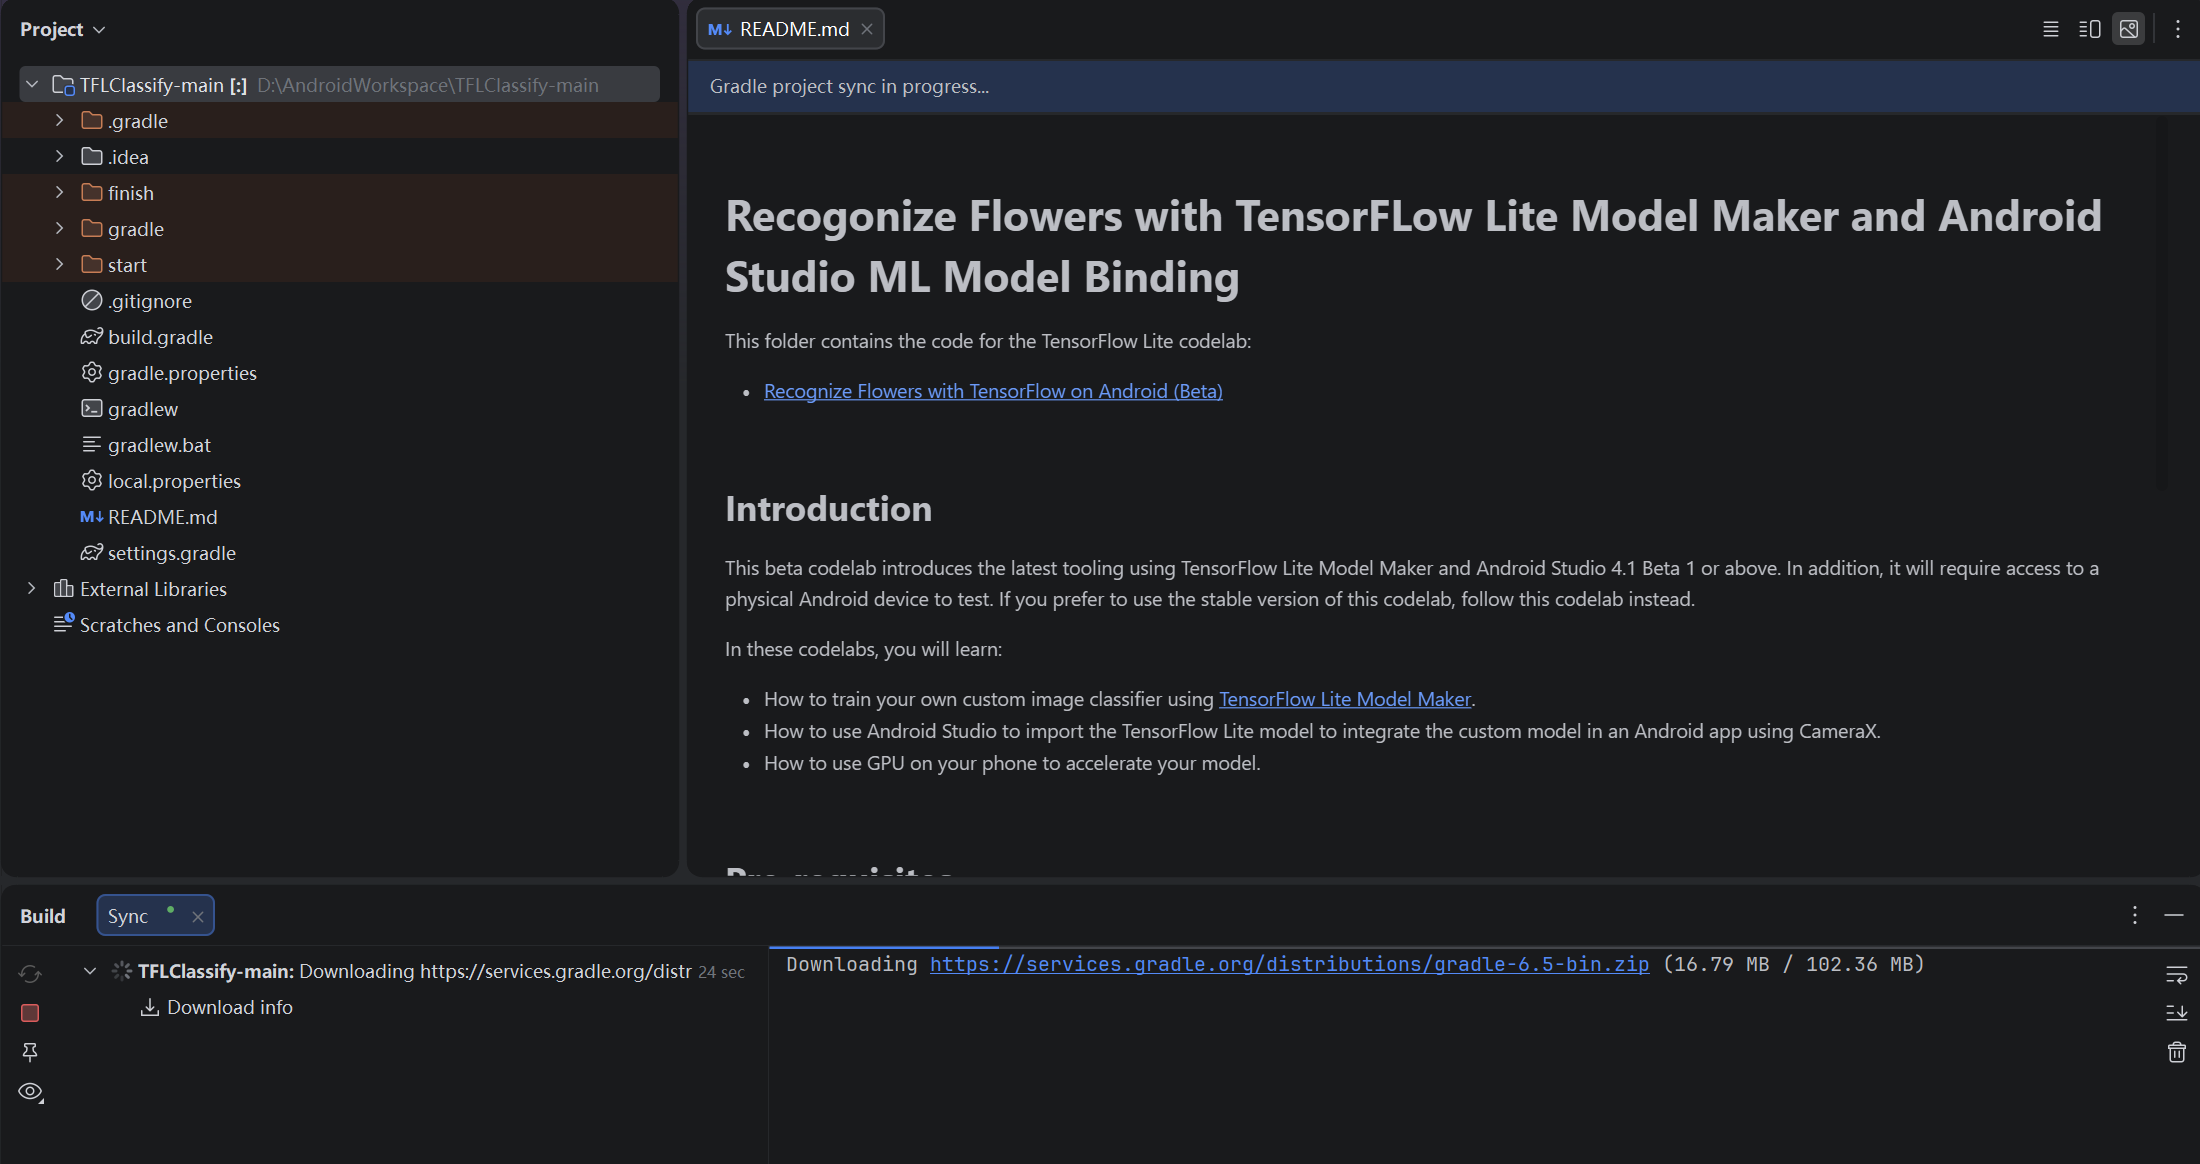 Project
TFLClassify-main [:] D:\AndroidWorkspace\TFLClassify-main
.gradle
.idea
finish
gradle
start
.gitignore
build.gradle
gradle.properties
gradlew
gradlew.bat
local.properties
M↓ README.md
settings.gradle
External Libraries
Scratches and Consoles
M↓ README.md
Gradle project sync in progress...
Recogonize Flowers with TensorFLow Lite Model Maker and Android
Studio ML Model Binding
This folder contains the code for the TensorFlow Lite codelab:
• Recognize Flowers with TensorFlow on Android (Beta)
Introduction
This beta codelab introduces the latest tooling using TensorFlow Lite Model Maker and Android Studio 4.1 Beta 1 or above. In addition, it will require access to a
physical Android device to test. If you prefer to use the stable version of this codelab, follow this codelab instead.
In these codelabs, you will learn:
• How to train your own custom image classifier using TensorFlow Lite Model Maker.
• How to use Android Studio to import the TensorFlow Lite model to integrate the custom model in an Android app using CameraX.
• How to use GPU on your phone to accelerate your model.
Build
Sync
TFLClassify-main: Downloading https://services.gradle.org/distr 24 sec
Download info
Downloading https://services.gradle.org/distributions/gradle-6.5-bin.zip (16.79 MB / 102.36 MB)